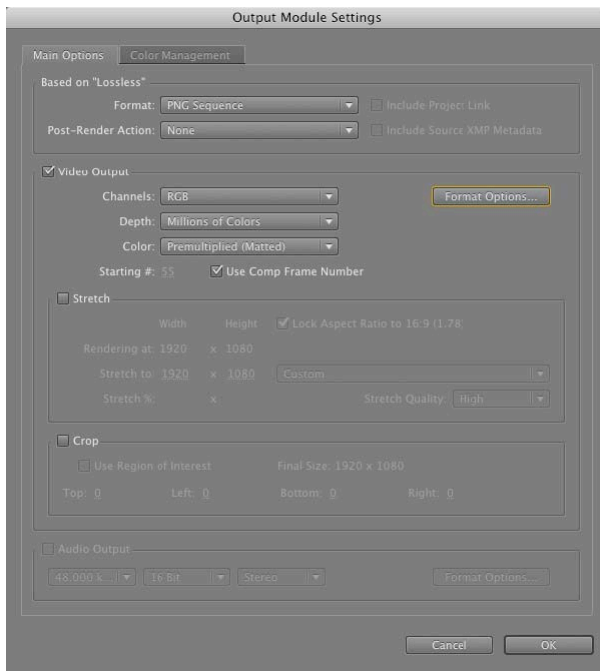 Output Module Settings
Main Options
Color Management
Based on "Lossless"
Format: PNG Sequence
Include Project Link
Post-Render Action: None
Include Source XMP Metadata
Video Output
Channels: RGB
Format Options...
Depth: Millions of Colors
Color: Premultiplied (Matted)
Starting #: 55
Use Comp Frame Number
Stretch
Width Height
Lock Aspect Ratio to 16:9 (1.78)
Rendering at: 1920 x 1080
Stretch to: 1920 x 1080 Custom
Stretch %: x
Stretch Quality: High
Crop
Use Region of Interest
Final Size: 1920 x 1080
Top: 0 Left: 0 Bottom: 0 Right: 0
Audio Output
48.000 k... 16 Bit Stereo
Format Options...
Cancel OK